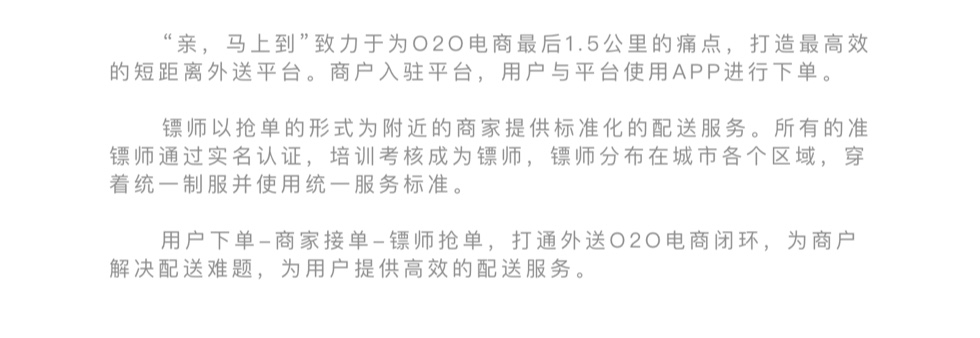 “亲，马上到”致力于为O2O电商最后1.5公里的痛点，打造最高效
的短距离外送平台。商户入驻平台，用户与平台使用APP进行下单。
镖师以抢单的形式为附近的商家提供标准化的配送服务。所有的准
镖师通过实名认证，培训考核成为镖师，镖师分布在城市各个区域，穿
着统一制服并使用统一服务标准。
用户下单–商家接单–镖师抢单，打通外送O2O电商闭环，为商户
解决配送难题，为用户提供高效的配送服务。